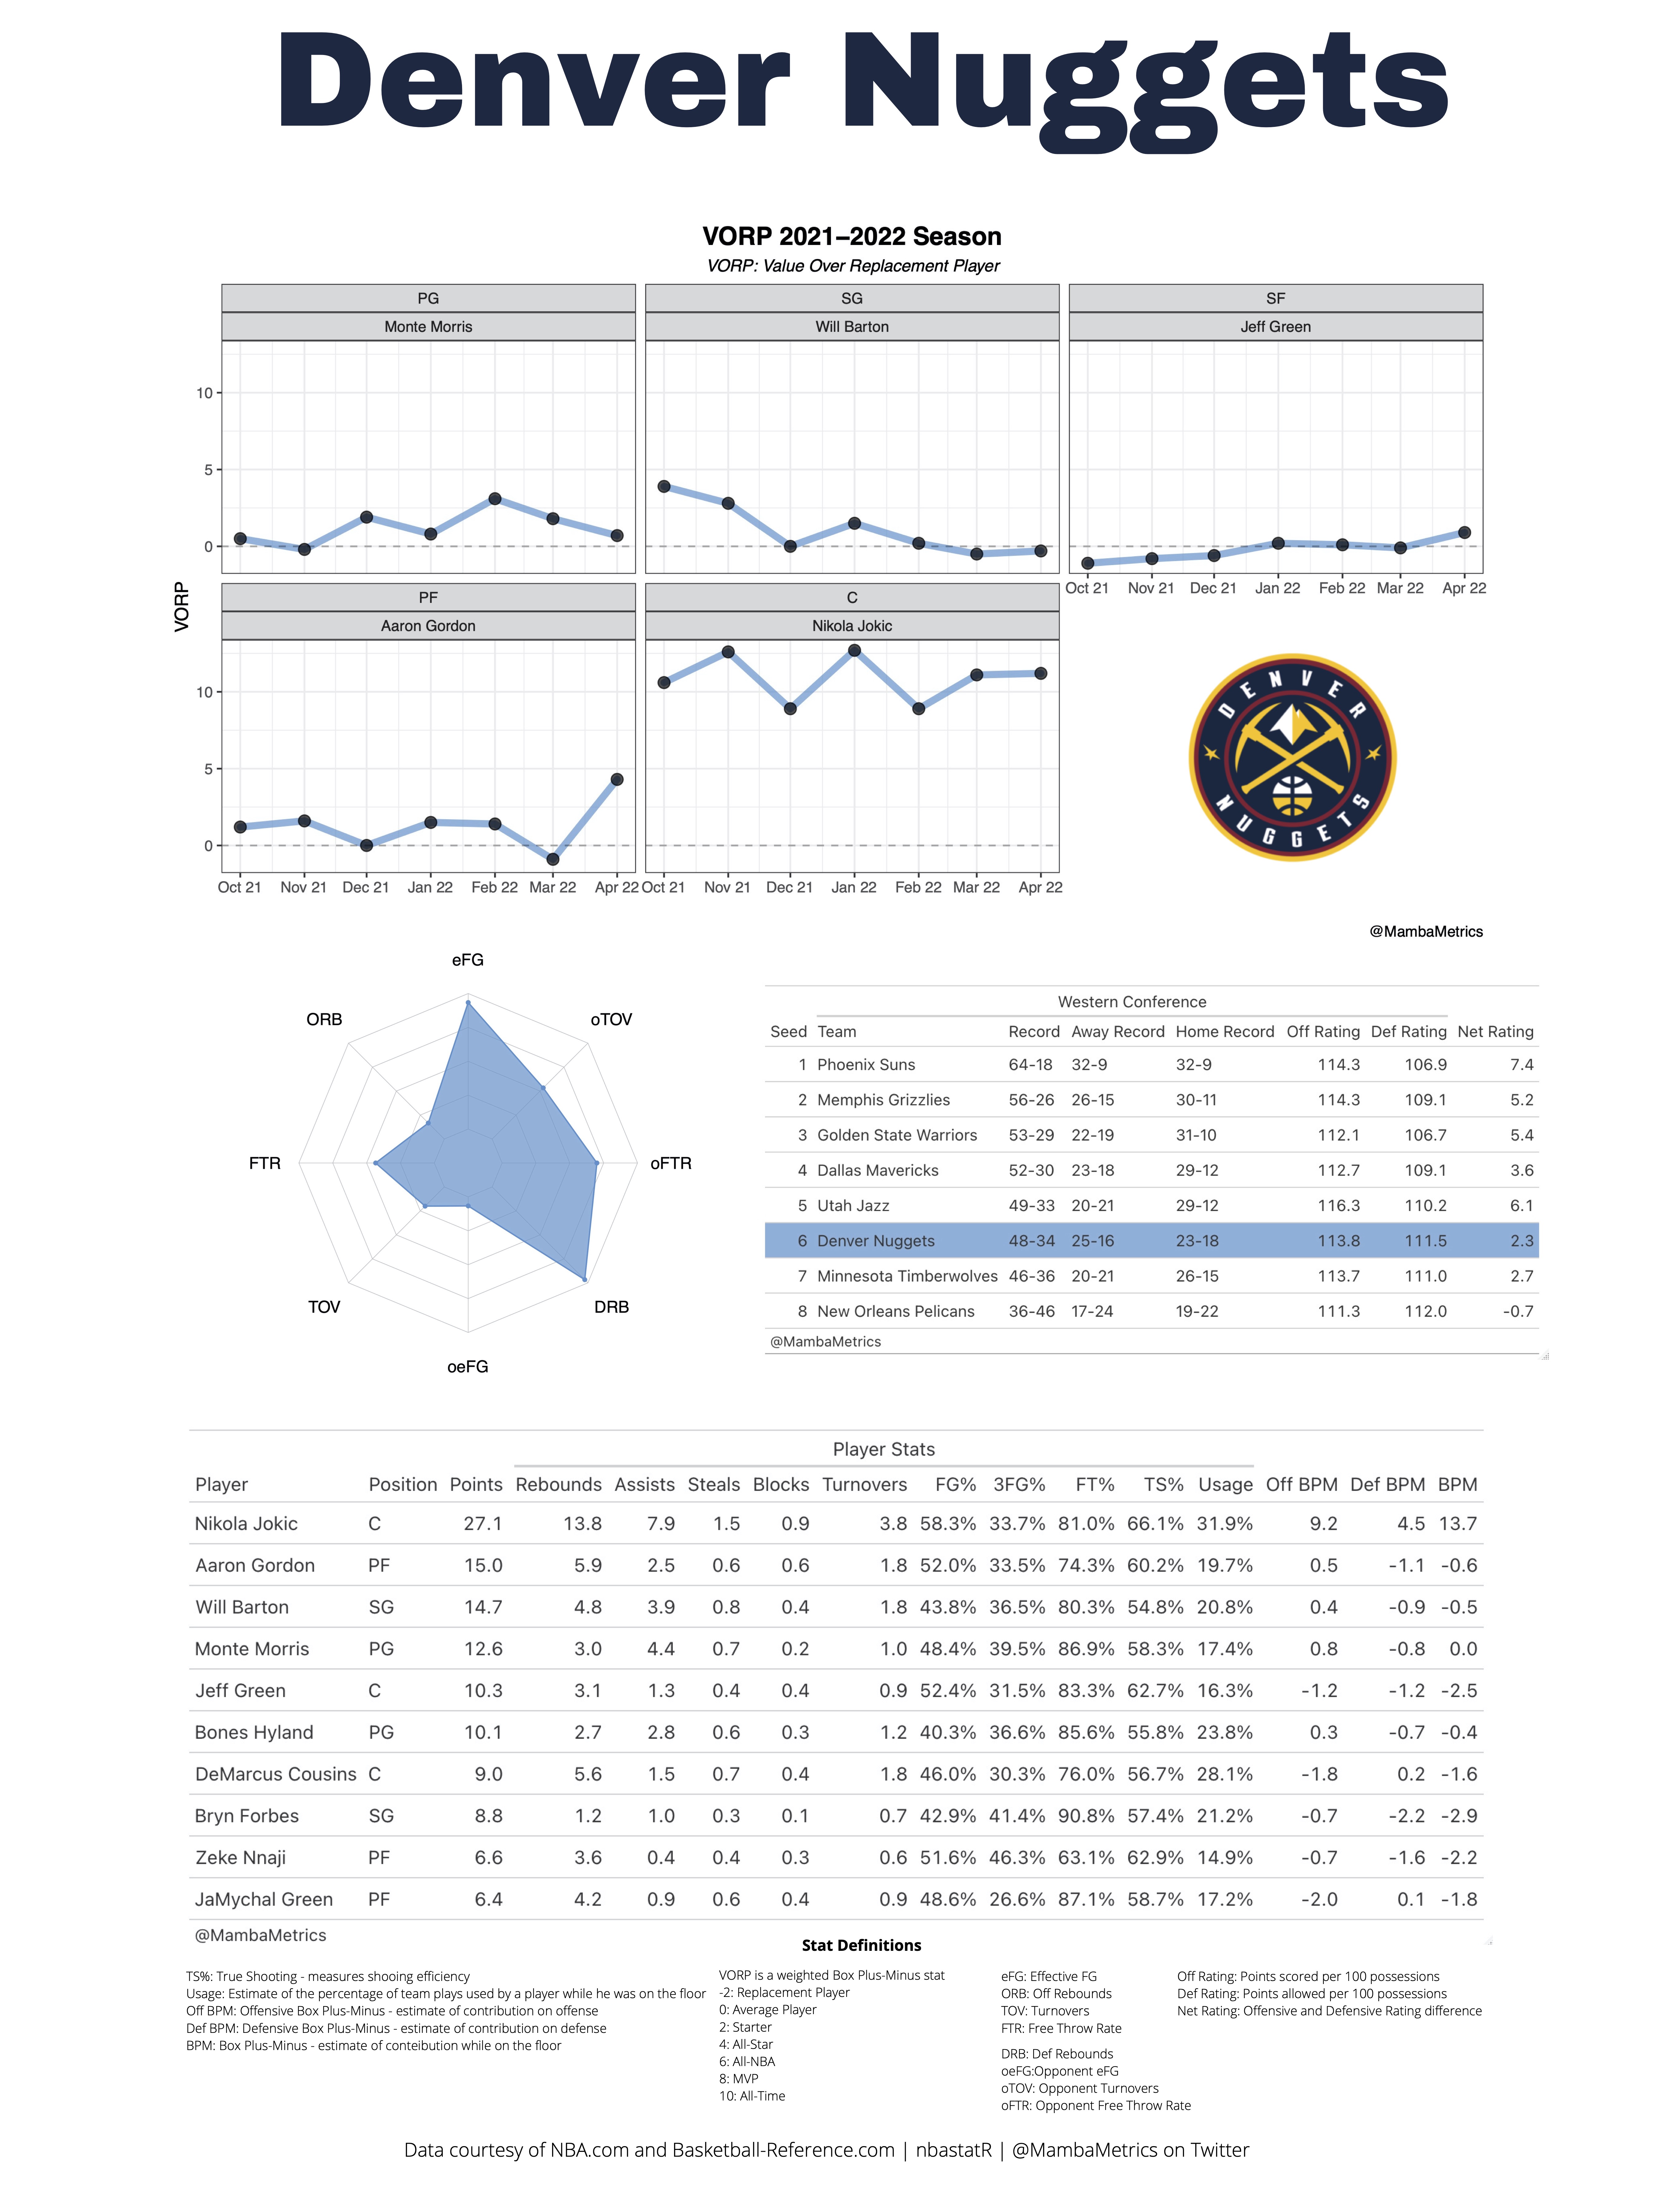 Denver Nuggets
VORP 2021–2022 Season
VORP: Value Over Replacement Player
PG
Monte Morris
SG
Will Barton
SF
Jeff Green
10
5
0
Oct 21 Nov 21 Dec 21 Jan 22 Feb 22 Mar 22 Apr 22
VORP
PF
Aaron Gordon
C
Nikola Jokic
10
5
0
Oct 21 Nov 21 Dec 21 Jan 22 Feb 22 Mar 22 Apr 22
Oct 21 Nov 21 Dec 21 Jan 22 Feb 22 Mar 22 Apr 22
DENVER
NUGGETS
@MambaMetrics
eFG
ORB
oTOV
FTR
oFTR
TOV
DRB
oeFG
Western Conference
Seed Team Record Away Record Home Record Off Rating Def Rating Net Rating
1 Phoenix Suns 64-18 32-9 32-9 114.3 106.9 7.4
2 Memphis Grizzlies 56-26 26-15 30-11 114.3 109.1 5.2
3 Golden State Warriors 53-29 22-19 31-10 112.1 106.7 5.4
4 Dallas Mavericks 52-30 23-18 29-12 112.7 109.1 3.6
5 Utah Jazz 49-33 20-21 29-12 116.3 110.2 6.1
6 Denver Nuggets 48-34 25-16 23-18 113.8 111.5 2.3
7 Minnesota Timberwolves 46-36 20-21 26-15 113.7 111.0 2.7
8 New Orleans Pelicans 36-46 17-24 19-22 111.3 112.0 -0.7
@MambaMetrics
Player Stats
Player Position Points Rebounds Assists Steals Blocks Turnovers FG% 3FG% FT% TS% Usage Off BPM Def BPM BPM
Nikola Jokic C 27.1 13.8 7.9 1.5 0.9 3.8 58.3% 33.7% 81.0% 66.1% 31.9% 9.2 4.5 13.7
Aaron Gordon PF 15.0 5.9 2.5 0.6 0.6 1.8 52.0% 33.5% 74.3% 60.2% 19.7% 0.5 -1.1 -0.6
Will Barton SG 14.7 4.8 3.9 0.8 0.4 1.8 43.8% 36.5% 80.3% 54.8% 20.8% 0.4 -0.9 -0.5
Monte Morris PG 12.6 3.0 4.4 0.7 0.2 1.0 48.4% 39.5% 86.9% 58.3% 17.4% 0.8 -0.8 0.0
Jeff Green C 10.3 3.1 1.3 0.4 0.4 0.9 52.4% 31.5% 83.3% 62.7% 16.3% -1.2 -1.2 -2.5
Bones Hyland PG 10.1 2.7 2.8 0.6 0.3 1.2 40.3% 36.6% 85.6% 55.8% 23.8% 0.3 -0.7 -0.4
DeMarcus Cousins C 9.0 5.6 1.5 0.7 0.4 1.8 46.0% 30.3% 76.0% 56.7% 28.1% -1.8 0.2 -1.6
Bryn Forbes SG 8.8 1.2 1.0 0.3 0.1 0.7 42.9% 41.4% 90.8% 57.4% 21.2% -0.7 -2.2 -2.9
Zeke Nnaji PF 6.6 3.6 0.4 0.4 0.3 0.6 51.6% 46.3% 63.1% 62.9% 14.9% -0.7 -1.6 -2.2
JaMychal Green PF 6.4 4.2 0.9 0.6 0.4 0.9 48.6% 26.6% 87.1% 58.7% 17.2% -2.0 0.1 -1.8
@MambaMetrics
Stat Definitions
TS%: True Shooting - measures shooing efficiency
Usage: Estimate of the percentage of team plays used by a player while he was on the floor
Off BPM: Offensive Box Plus-Minus - estimate of contribution on offense
Def BPM: Defensive Box Plus-Minus - estimate of contribution on defense
BPM: Box Plus-Minus - estimate of conteibution while on the floor
VORP is a weighted Box Plus-Minus stat
-2: Replacement Player
0: Average Player
2: Starter
4: All-Star
6: All-NBA
8: MVP
10: All-Time
eFG: Effective FG
ORB: Off Rebounds
TOV: Turnovers
FTR: Free Throw Rate
DRB: Def Rebounds
oeFG:Opponent eFG
oTOV: Opponent Turnovers
oFTR: Opponent Free Throw Rate
Off Rating: Points scored per 100 possessions
Def Rating: Points allowed per 100 possessions
Net Rating: Offensive and Defensive Rating difference
Data courtesy of NBA.com and Basketball-Reference.com | nbastatR | @MambaMetrics on Twitter